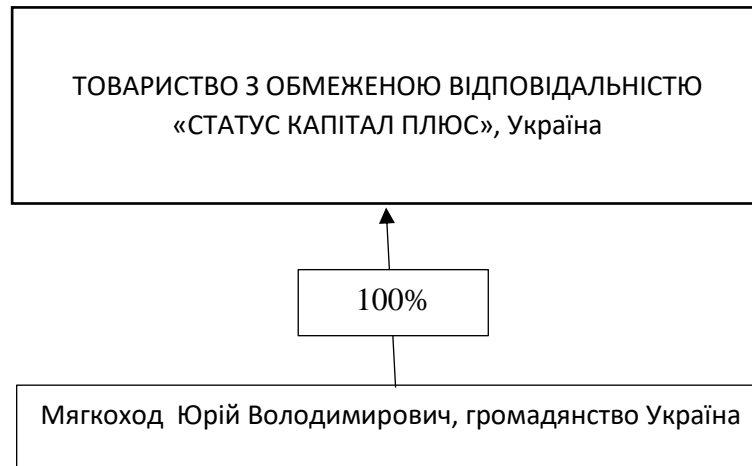 ТОВАРИСТВО З ОБМЕЖЕНОЮ ВІДПОВІДАЛЬНІСТЮ
«СТАТУС КАПІТАЛ ПЛЮС», Україна
100%
Мягкоход  Юрій Володимирович, громадянство Україна